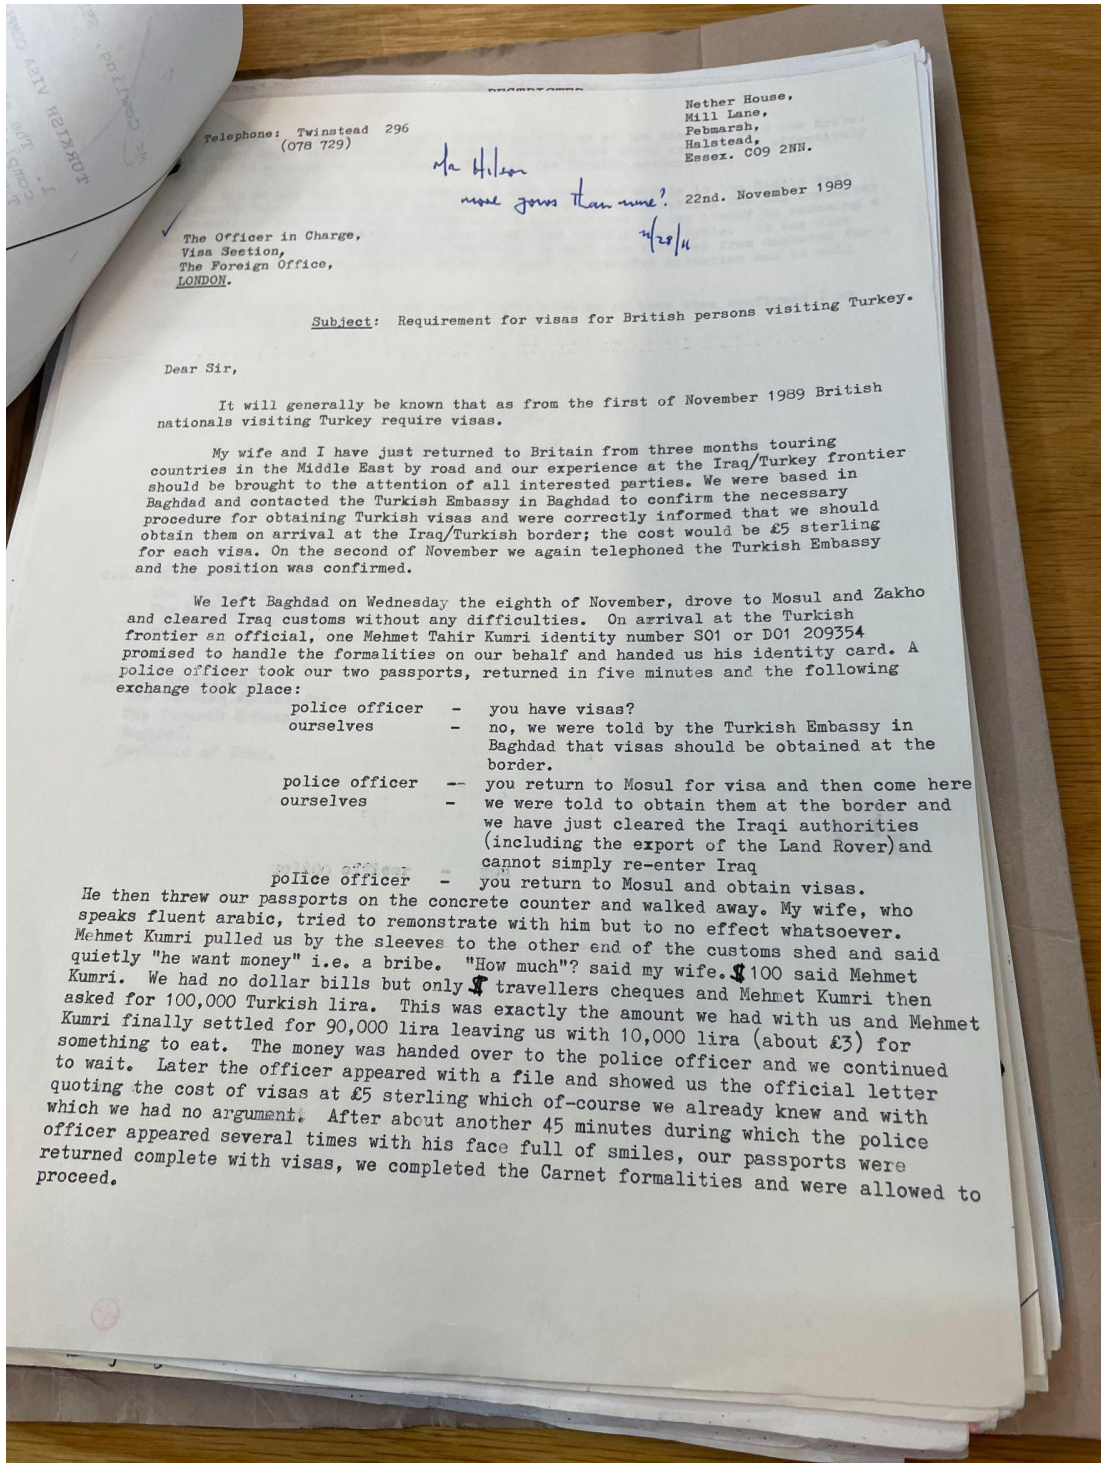 Telephone: Twinstead 296
(078 729)
Nether House,
Mill Lane,
Pebmarsh,
Halstead,
Essex. CO9 2NN.
more yours than mine?
28/11
22nd. November 1989
The Officer in Charge,
Visa Section,
The Foreign Office,
LONDON.
Subject: Requirement for visas for British persons visiting Turkey.
Dear Sir,
It will generally be known that as from the first of November 1989 British
nationals visiting Turkey require visas.
My wife and I have just returned to Britain from three months touring
countries in the Middle East by road and our experience at the Iraq/Turkey frontier
should be brought to the attention of all interested parties. We were based in
Baghdad and contacted the Turkish Embassy in Baghdad to confirm the necessary
procedure for obtaining Turkish visas and were correctly informed that we should
obtain them on arrival at the Iraq/Turkish border; the cost would be £5 sterling
for each visa. On the second of November we again telephoned the Turkish Embassy
and the position was confirmed.
We left Baghdad on Wednesday the eighth of November, drove to Mosul and Zakho
and cleared Iraq customs without any difficulties. On arrival at the Turkish
frontier an official, one Mehmet Tahir Kumri identity number S01 or D01 209354
promised to handle the formalities on our behalf and handed us his identity card. A
police officer took our two passports, returned in five minutes and the following
exchange took place:
police officer - you have visas?
ourselves - no, we were told by the Turkish Embassy in
Baghdad that visas should be obtained at the
border.
police officer -- you return to Mosul for visa and then come here
ourselves - we were told to obtain them at the border and
we have just cleared the Iraqi authorities
(including the export of the Land Rover) and
cannot simply re-enter Iraq
police officer - you return to Mosul and obtain visas.
He then threw our passports on the concrete counter and walked away. My wife, who
speaks fluent arabic, tried to remonstrate with him but to no effect whatsoever.
Mehmet Kumri pulled us by the sleeves to the other end of the customs shed and said
quietly "he want money" i.e. a bribe. "How much"? said my wife. $100 said Mehmet
Kumri. We had no dollar bills but only $ travellers cheques and Mehmet Kumri then
asked for 100,000 Turkish lira. This was exactly the amount we had with us and Mehmet
Kumri finally settled for 90,000 lira leaving us with 10,000 lira (about £3) for
something to eat. The money was handed over to the police officer and we continued
to wait. Later the officer appeared with a file and showed us the official letter
quoting the cost of visas at £5 sterling which of-course we already knew and with
which we had no argument. After about another 45 minutes during which the police
officer appeared several times with his face full of smiles, our passports were
returned complete with visas, we completed the Carnet formalities and were allowed to
proceed.